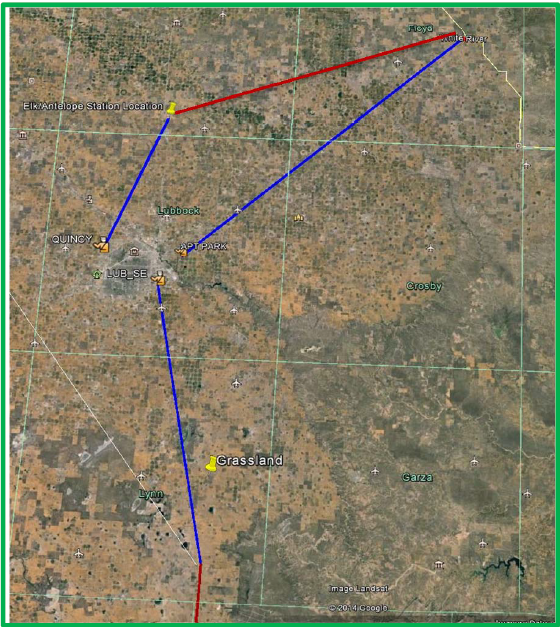 Floyd
White River
Elk/Antelope Station Location
Lubbock
QUINCY
APT PARK
LUB_SE
Crosby
Grassland
Garza
Lynn
Image Landsat
© 2014 Google